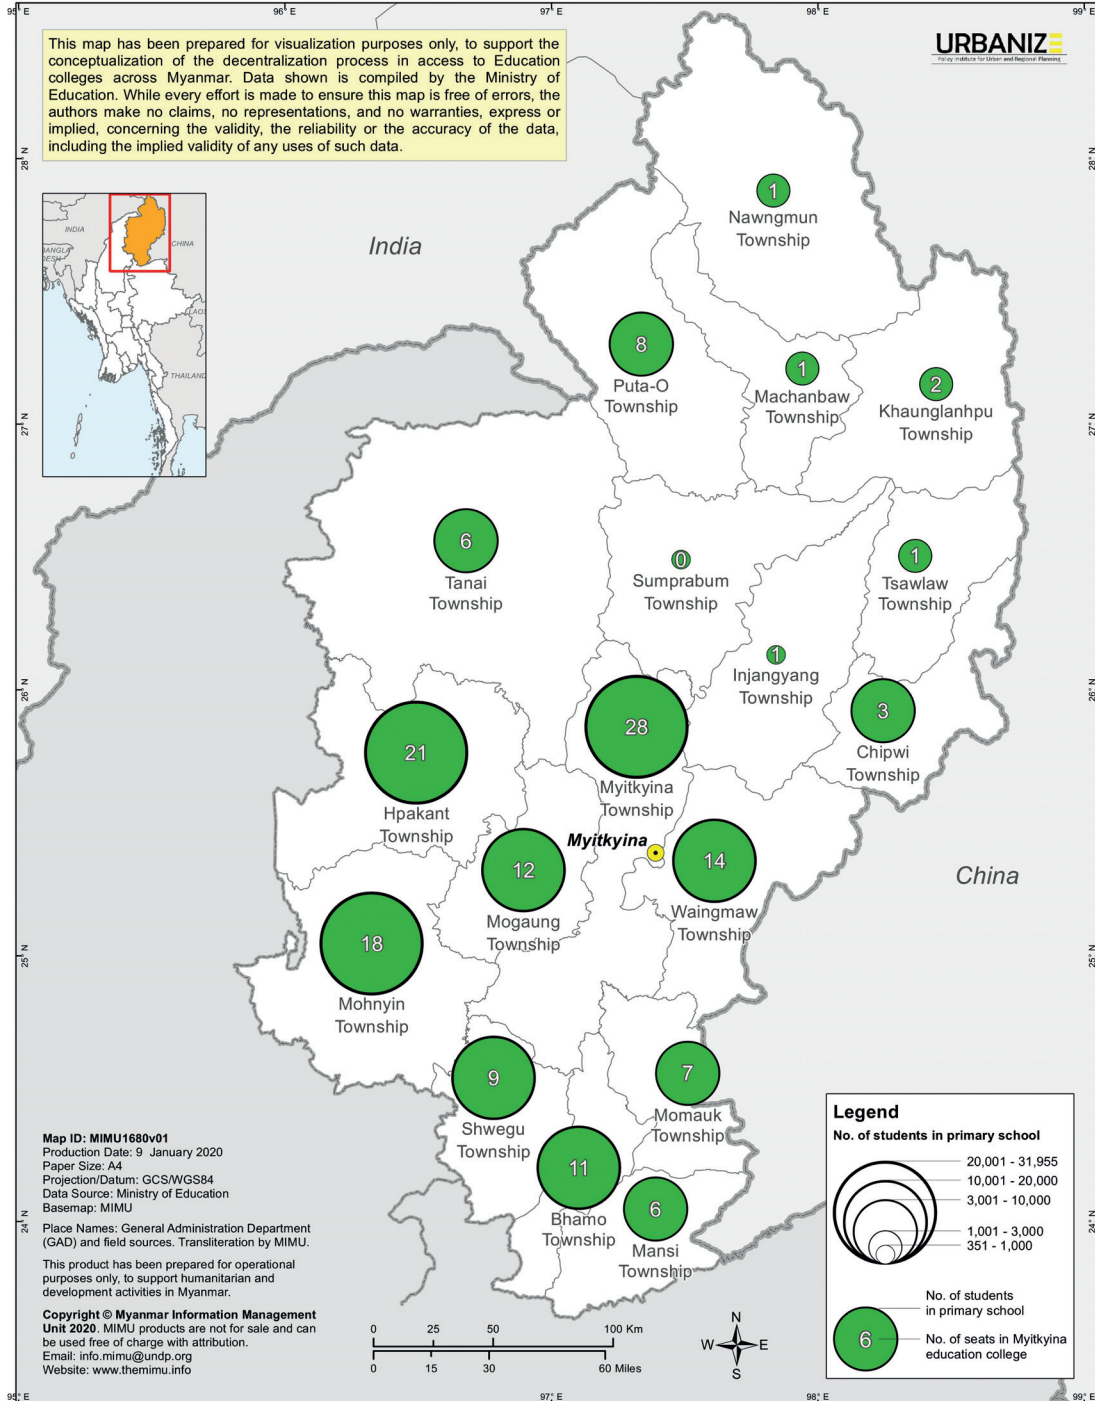 95° E
96° E
97° E
98° E
99° E
This map has been prepared for visualization purposes only, to support the
conceptualization of the decentralization process in access to Education
colleges across Myanmar. Data shown is compiled by the Ministry of
Education. While every effort is made to ensure this map is free of errors, the
authors make no claims, no representations, and no warranties, express or
implied, concerning the validity, the reliability or the accuracy of the data,
including the implied validity of any uses of such data.
URBANIZE
Policy Institute for Urban and Regional Planning
28° N
28° N
INDIA
CHINA
BANGLA
DESH
LAOS
THAILAND
India
1
Nawngmun
Township
8
Puta-O
Township
1
Machanbaw
Township
2
Khaunglanhpu
Township
27° N
27° N
6
Tanai
Township
0
Sumprabum
Township
1
Tsawlaw
Township
1
Injangyang
Township
26° N
26° N
3
Chipwi
Township
21
Hpakant
Township
28
Myitkyina
Township
Myitkyina
12
Mogaung
Township
14
Waingmaw
Township
China
18
Mohnyin
Township
25° N
25° N
9
Shwegu
Township
7
Momauk
Township
11
Bhamo
Township
6
Mansi
Township
24° N
24° N
Map ID: MIMU1680v01
Production Date: 9 January 2020
Paper Size: A4
Projection/Datum: GCS/WGS84
Data Source: Ministry of Education
Basemap: MIMU
Place Names: General Administration Department
(GAD) and field sources. Transliteration by MIMU.
This product has been prepared for operational
purposes only, to support humanitarian and
development activities in Myanmar.
Copyright © Myanmar Information Management
Unit 2020. MIMU products are not for sale and can
be used free of charge with attribution.
Email: info.mimu@undp.org
Website: www.themimu.info
0 25 50 100 Km
0 15 30 60 Miles
N
W E
S
Legend
No. of students in primary school
20,001 - 31,955
10,001 - 20,000
3,001 - 10,000
1,001 - 3,000
351 - 1,000
No. of students
in primary school
6
No. of seats in Myitkyina
education college
95° E
97° E
98° E
99° E